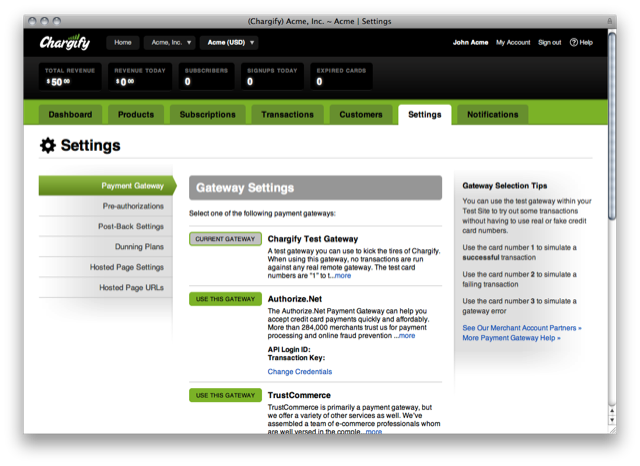 (Chargify) Acme, Inc. ~ Acme | Settings
Chargify
Home
Acme, Inc. ▼
Acme (USD) ▼
John Acme
My Account
Sign out
Help
TOTAL REVENUE
$50.00
REVENUE TODAY
$0.00
SUBSCRIBERS
0
SIGNUPS TODAY
0
EXPIRED CARDS
0
Dashboard
Products
Subscriptions
Transactions
Customers
Settings
Notifications
Settings
Payment Gateway
Pre-authorizations
Post-Back Settings
Dunning Plans
Hosted Page Settings
Hosted Page URLs
Gateway Settings
Select one of the following payment gateways:
CURRENT GATEWAY
Chargify Test Gateway
A test gateway you can use to kick the tires of Chargify.
When using this gateway, no transactions are run
against any real remote gateway. The test card
numbers are "1" to t...more
USE THIS GATEWAY
Authorize.Net
The Authorize.Net Payment Gateway can help you
accept credit card payments quickly and affordably.
More than 284,000 merchants trust us for payment
processing and online fraud prevention ...more
API Login ID:
Transaction Key:
Change Credentials
USE THIS GATEWAY
TrustCommerce
TrustCommerce is primarily a payment gateway, but
we offer a variety of other services as well. We've
assembled a team of e-commerce professionals whom
are well versed in the comple...more
Gateway Selection Tips
You can use the test gateway within your
Test Site to try out some transactions
without having to use real or fake credit
card numbers.
Use the card number 1 to simulate a
successful transaction
Use the card number 2 to simulate a
failing transaction
Use the card number 3 to simulate a
gateway error
See Our Merchant Account Partners »
More Payment Gateway Help »